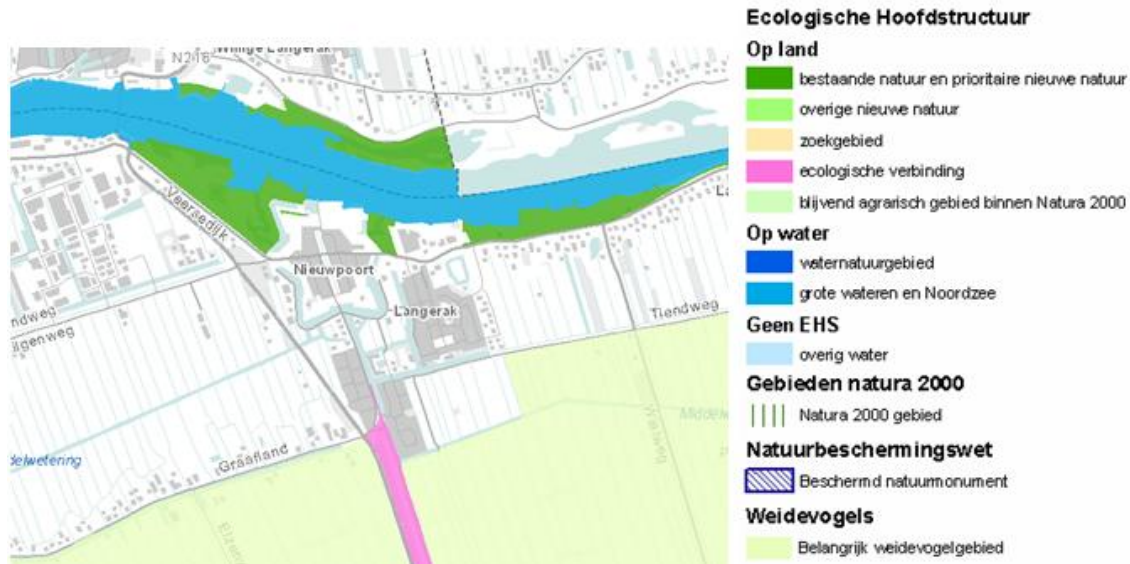 Willige Langerak
N216
Veersedijk
Nieuwpoort
Langerak
Tiendweg
ndweg
ilgenweg
Graafland
delwetering
Ecologische Hoofdstructuur
Op land
bestaande natuur en prioritaire nieuwe natuur
overige nieuwe natuur
zoekgebied
ecologische verbinding
blijvend agrarisch gebied binnen Natura 2000
Op water
waternatuurgebied
grote wateren en Noordzee
Geen EHS
overig water
Gebieden natura 2000
Natura 2000 gebied
Natuurbeschermingswet
Beschermd natuurmonument
Weidevogels
Belangrijk weidevogelgebied